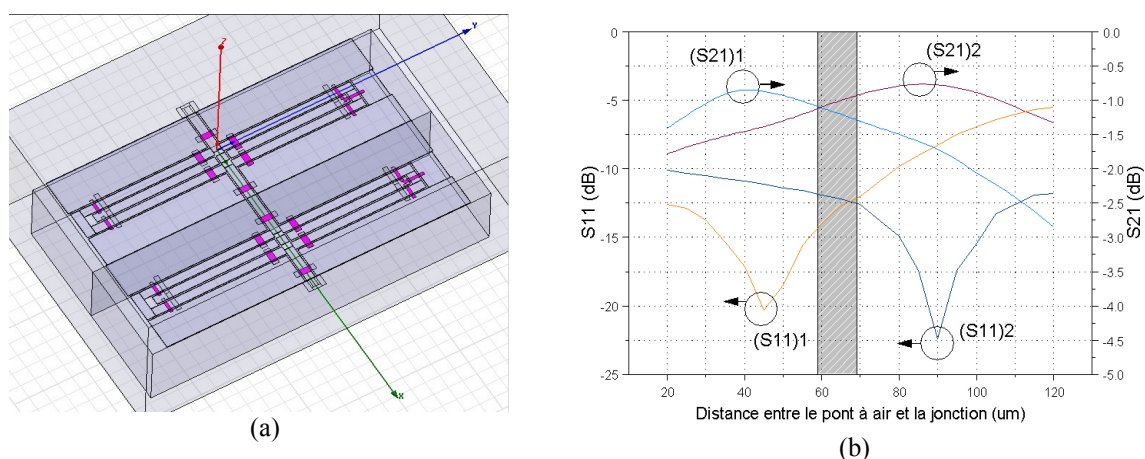 Z
Y
X
(a)
0
-5
-10
-15
-20
-25
S11 (dB)
20
40
60
80
100
120
Distance entre le pont à air et la jonction (um)
0.0
-0.5
-1.0
-1.5
-2.0
-2.5
-3.0
-3.5
-4.0
-4.5
-5.0
S21 (dB)
(S21)1
(S21)2
(S11)1
(S11)2
(b)